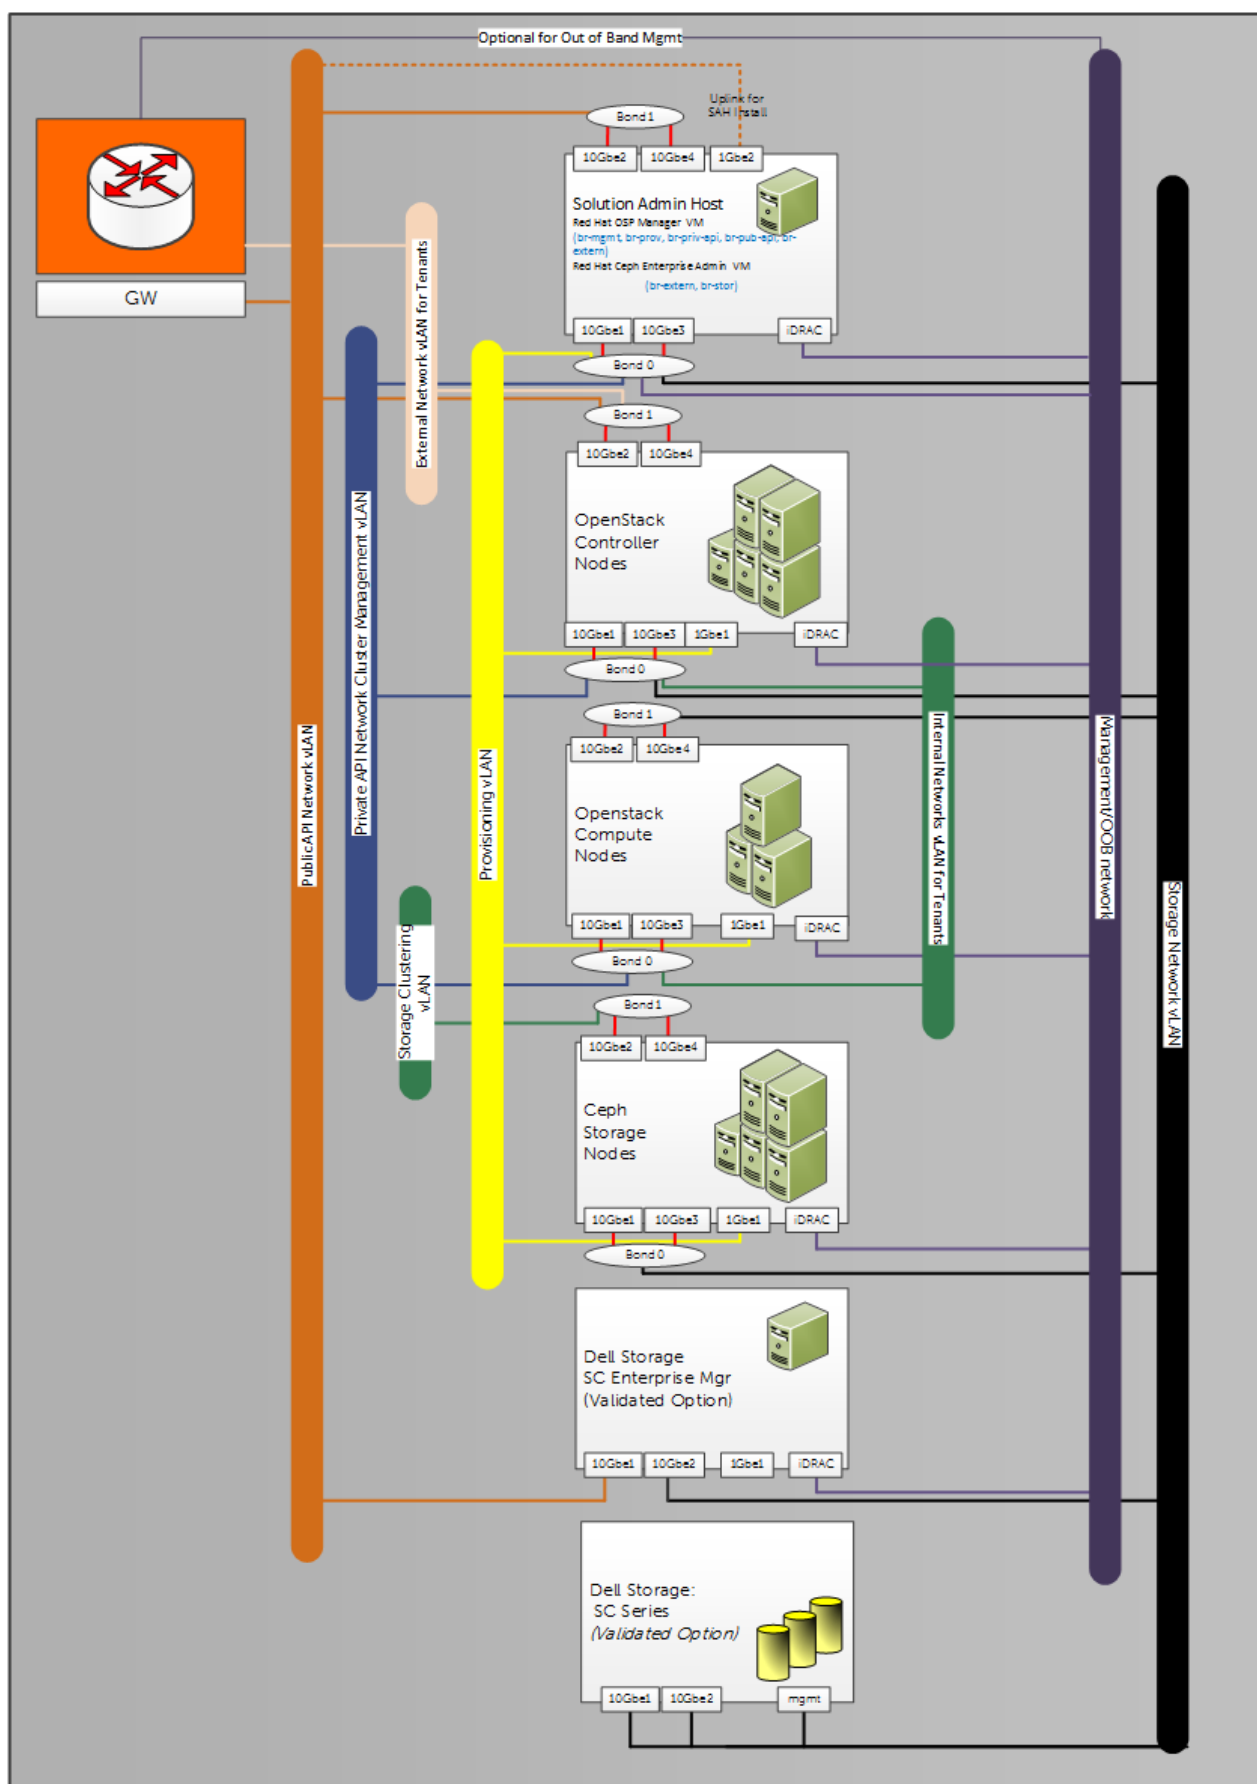 Optional for Out of Band Mgmt
Uplink for
SAH Install
Bond 1
10Gbe2
10Gbe4
1Gbe2
Solution Admin Host
Red Hat OSP Manager VM
(br-mgmt, br-prov, br-priv-api, br-pub-api, br-
extern)
Red Hat Ceph Enterprise Admin VM
(br-extern, br-stor)
GW
10Gbe1
10Gbe3
iDRAC
Bond 0
External Network vLAN for Tenants
Bond 1
10Gbe2
10Gbe4
OpenStack
Controller
Nodes
10Gbe1
10Gbe3
1Gbe1
iDRAC
Bond 0
Private API Network Cluster Management vLAN
Public API Network vLAN
Provisioning vLAN
Internal Networks vLAN for Tenants
Management/OOB network
Storage Network vLAN
Bond 1
10Gbe2
10Gbe4
Openstack
Compute
Nodes
10Gbe1
10Gbe3
1Gbe1
iDRAC
Bond 0
Storage Clustering
vLAN
Bond 1
10Gbe2
10Gbe4
Ceph
Storage
Nodes
10Gbe1
10Gbe3
1Gbe1
iDRAC
Bond 0
Dell Storage
SC Enterprise Mgr
(Validated Option)
10Gbe1
10Gbe2
1Gbe1
iDRAC
Dell Storage:
SC Series
(Validated Option)
10Gbe1
10Gbe2
mgmt